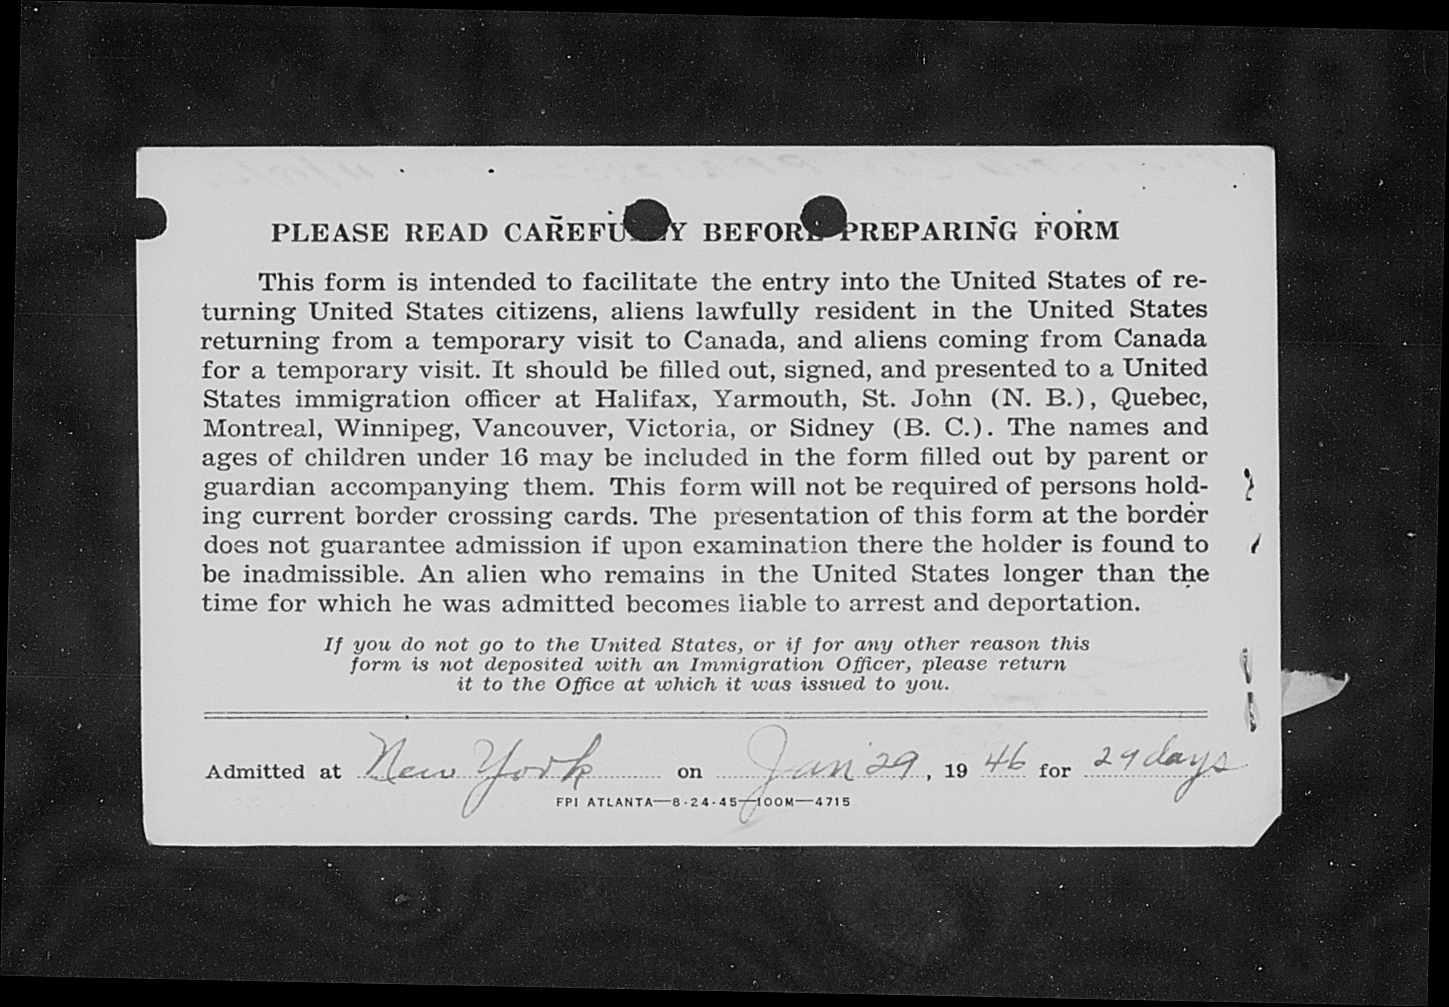 PLEASE READ CAREFULLY BEFORE PREPARING FORM
This form is intended to facilitate the entry into the United States of re-
turning United States citizens, aliens lawfully resident in the United States
returning from a temporary visit to Canada, and aliens coming from Canada
for a temporary visit. It should be filled out, signed, and presented to a United
States immigration officer at Halifax, Yarmouth, St. John (N. B.), Quebec,
Montreal, Winnipeg, Vancouver, Victoria, or Sidney (B. C.). The names and
ages of children under 16 may be included in the form filled out by parent or
guardian accompanying them. This form will not be required of persons hold-
ing current border crossing cards. The presentation of this form at the border
does not guarantee admission if upon examination there the holder is found to
be inadmissible. An alien who remains in the United States longer than the
time for which he was admitted becomes liable to arrest and deportation.
If you do not go to the United States, or if for any other reason this
form is not deposited with an Immigration Officer, please return
it to the Office at which it was issued to you.
Admitted at New York on Jan 29, 1946 for 29 days
FPI ATLANTA—8-24-45—100M—4715